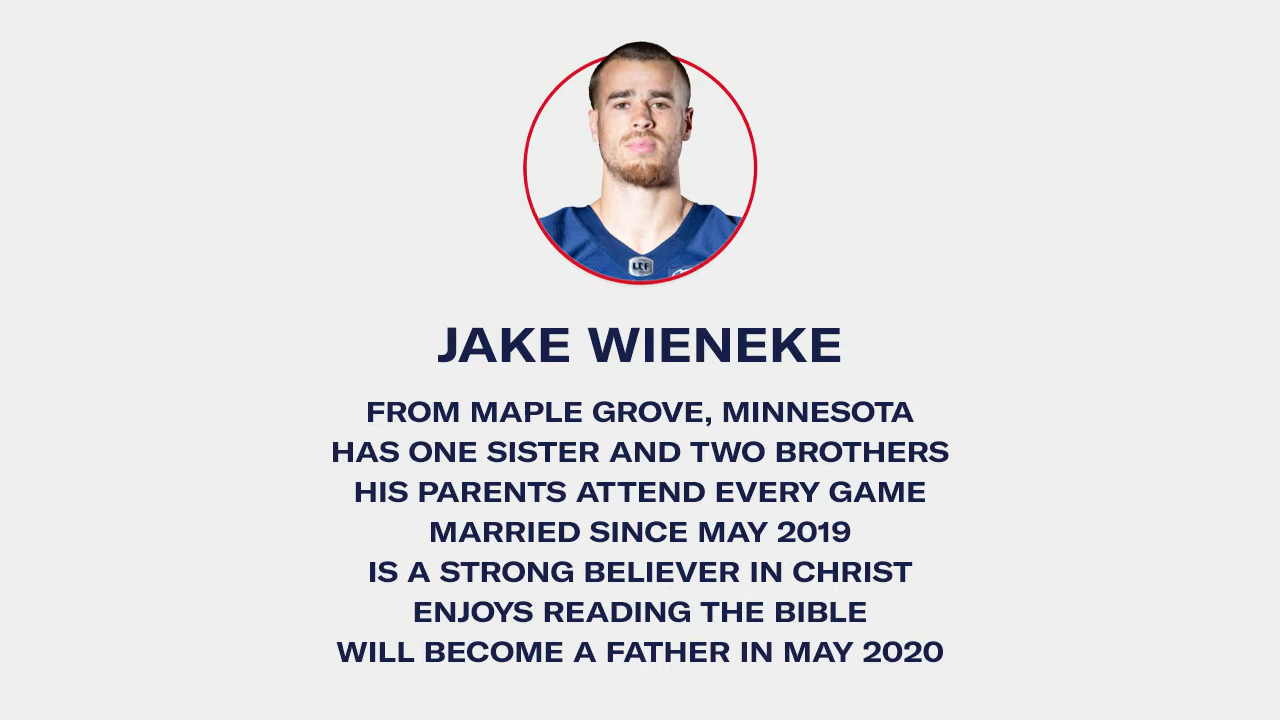 LCF
JAKE WIENEKE
FROM MAPLE GROVE, MINNESOTA
HAS ONE SISTER AND TWO BROTHERS
HIS PARENTS ATTEND EVERY GAME
MARRIED SINCE MAY 2019
IS A STRONG BELIEVER IN CHRIST
ENJOYS READING THE BIBLE
WILL BECOME A FATHER IN MAY 2020